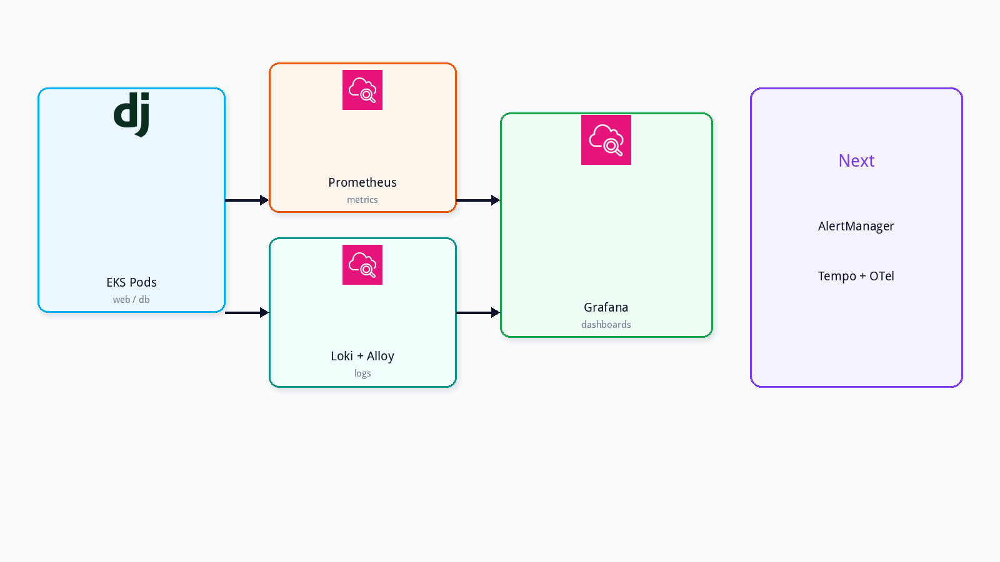 dj
EKS Pods
web / db
Prometheus
metrics
Loki + Alloy
logs
Grafana
dashboards
Next
AlertManager
Tempo + OTel